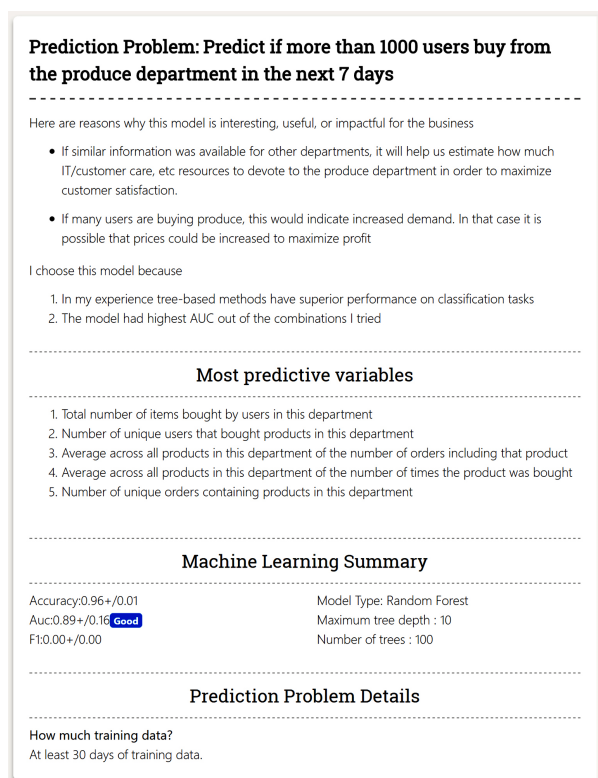 Prediction Problem: Predict if more than 1000 users buy from
the produce department in the next 7 days
Here are reasons why this model is interesting, useful, or impactful for the business
• If similar information was available for other departments, it will help us estimate how much
IT/customer care, etc resources to devote to the produce department in order to maximize
customer satisfaction.
• If many users are buying produce, this would indicate increased demand. In that case it is
possible that prices could be increased to maximize profit
I choose this model because
1. In my experience tree-based methods have superior performance on classification tasks
2. The model had highest AUC out of the combinations I tried
Most predictive variables
1. Total number of items bought by users in this department
2. Number of unique users that bought products in this department
3. Average across all products in this department of the number of orders including that product
4. Average across all products in this department of the number of times the product was bought
5. Number of unique orders containing products in this department
Machine Learning Summary
Accuracy:0.96+/0.01
Auc:0.89+/0.16 Good
F1:0.00+/0.00
Model Type: Random Forest
Maximum tree depth : 10
Number of trees : 100
Prediction Problem Details
How much training data?
At least 30 days of training data.